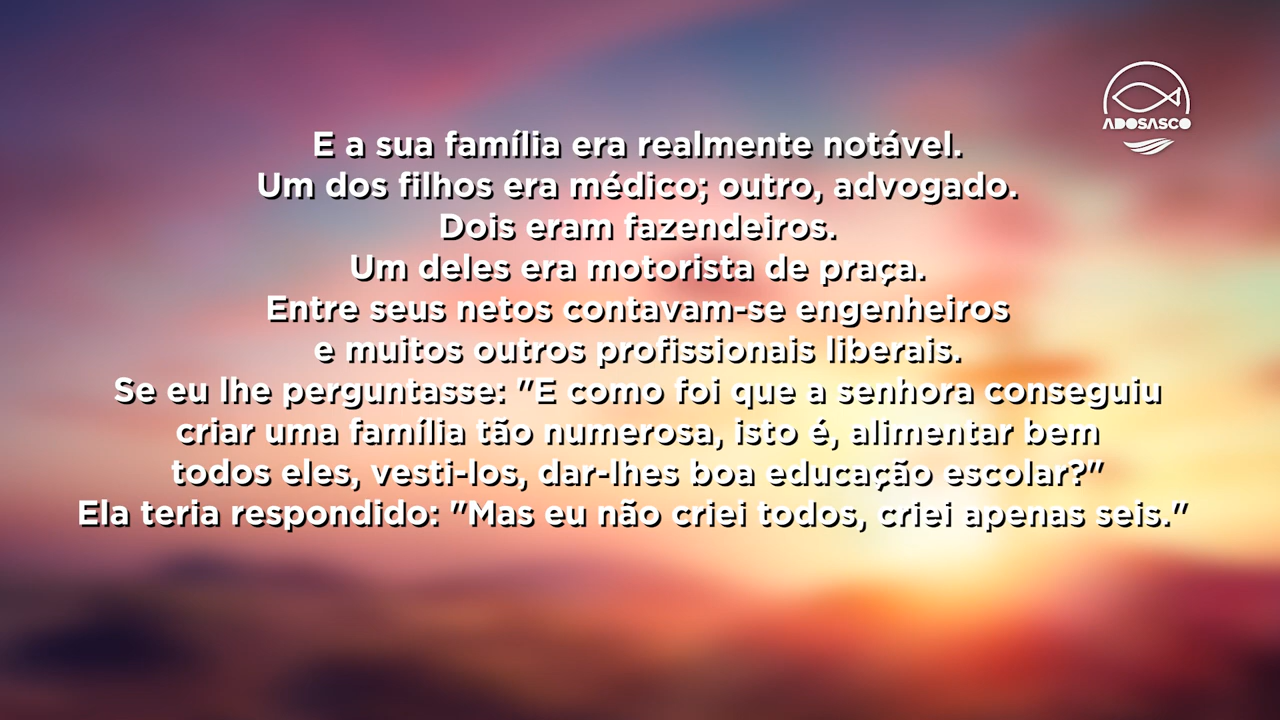 ADOSASCO
E a sua família era realmente notável.
Um dos filhos era médico; outro, advogado.
Dois eram fazendeiros.
Um deles era motorista de praça.
Entre seus netos contavam-se engenheiros
e muitos outros profissionais liberais.
Se eu lhe perguntasse: "E como foi que a senhora conseguiu
criar uma família tão numerosa, isto é, alimentar bem
todos eles, vesti-los, dar-lhes boa educação escolar?"
Ela teria respondido: "Mas eu não criei todos, criei apenas seis."